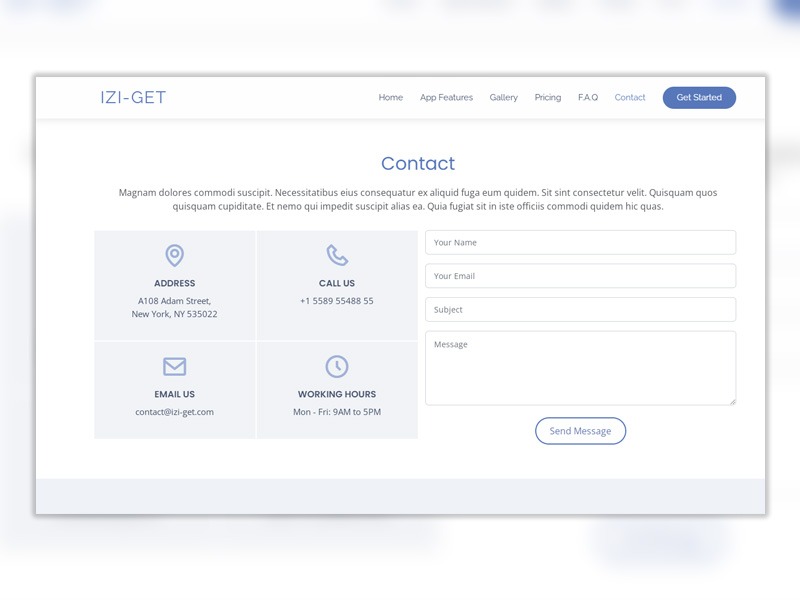 IZI-GET
Home App Features Gallery Pricing F.A.Q Contact Get Started
Contact
Magnam dolores commodi suscipit. Necessitatibus eius consequatur ex aliquid fuga eum quidem. Sit sint consectetur velit. Quisquam quos
quisquam cupiditate. Et nemo qui impedit suscipit alias ea. Quia fugiat sit in iste officiis commodi quidem hic quas.
ADDRESS
A108 Adam Street,
New York, NY 535022
CALL US
+1 5589 55488 55
EMAIL US
contact@izi-get.com
WORKING HOURS
Mon - Fri: 9AM to 5PM
Your Name
Your Email
Subject
Message
Send Message